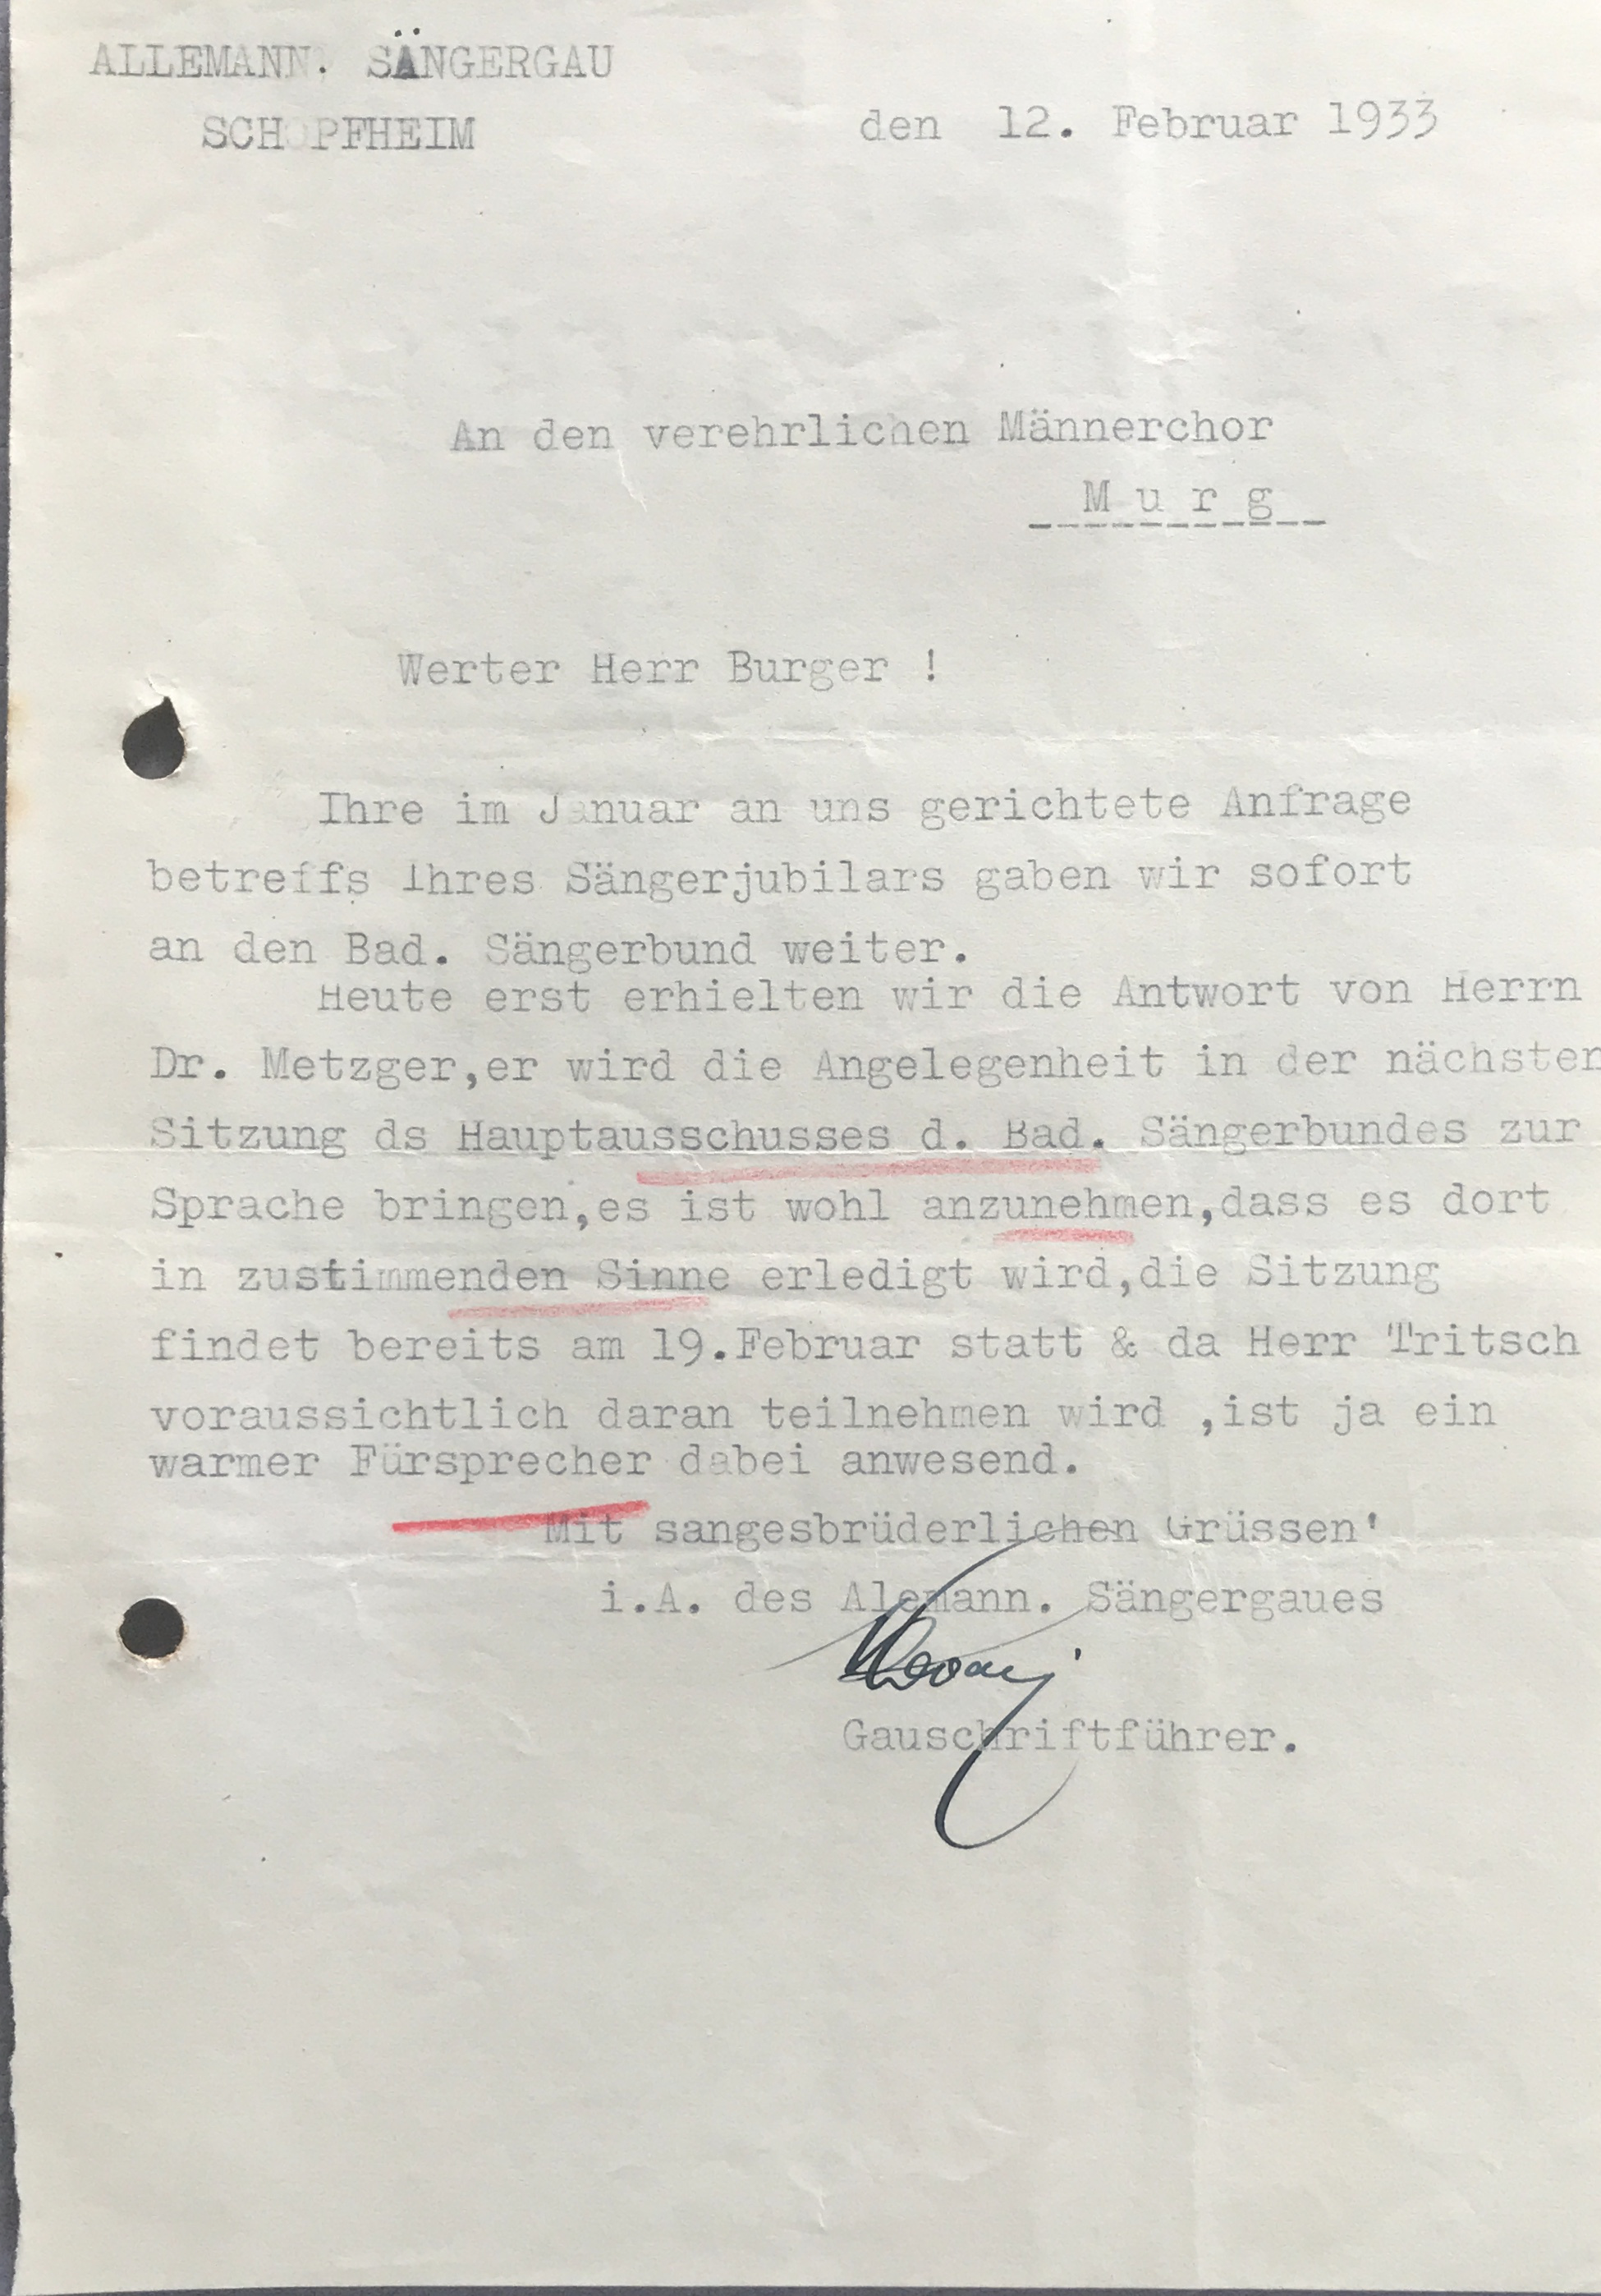 ALLEMANN. SÄNGERGAU
SCHOPFHEIM
den 12. Februar 1933
An den verehrlichen Männerchor
M u r g
Werter Herr Burger !
Ihre im Januar an uns gerichtete Anfrage
betreffs Ihres Sängerjubilars gaben wir sofort
an den Bad. Sängerbund weiter.
Heute erst erhielten wir die Antwort von Herrn
Dr. Metzger,er wird die Angelegenheit in der nächsten
Sitzung ds Hauptausschusses d. Bad. Sängerbundes zur
Sprache bringen,es ist wohl anzunehmen,dass es dort
in zustimmenden Sinne erledigt wird,die Sitzung
findet bereits am 19.Februar statt & da Herr Tritsch
voraussichtlich daran teilnehmen wird ,ist ja ein
warmer Fürsprecher dabei anwesend.
Mit sangesbrüderlichen Grüssen'
i.A. des Alemann. Sängergaues
Gauschriftführer.